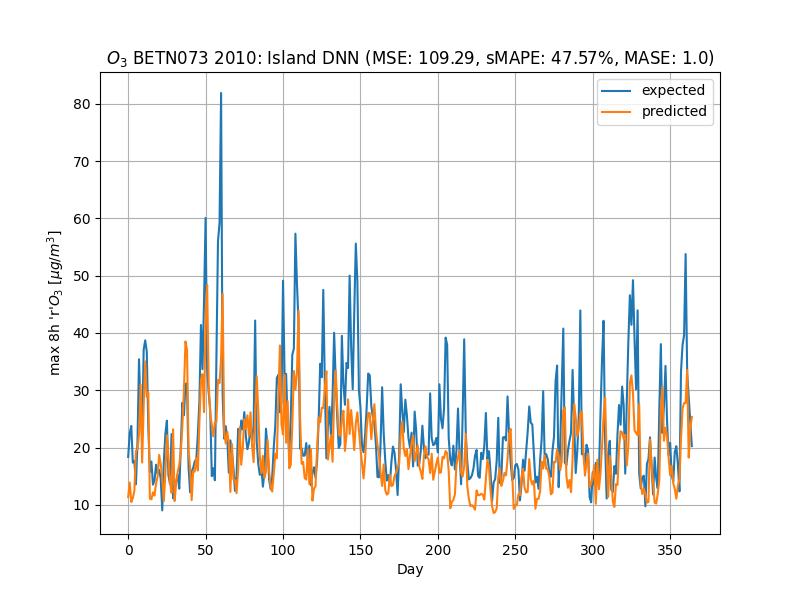 O₃ BETN073 2010: Island DNN (MSE: 109.29, sMAPE: 47.57%, MASE: 1.0)
expected
predicted
80
70
60
50
40
30
20
10
max 8h 'r'O₃ [μg/m³]
0 50 100 150 200 250 300 350
Day